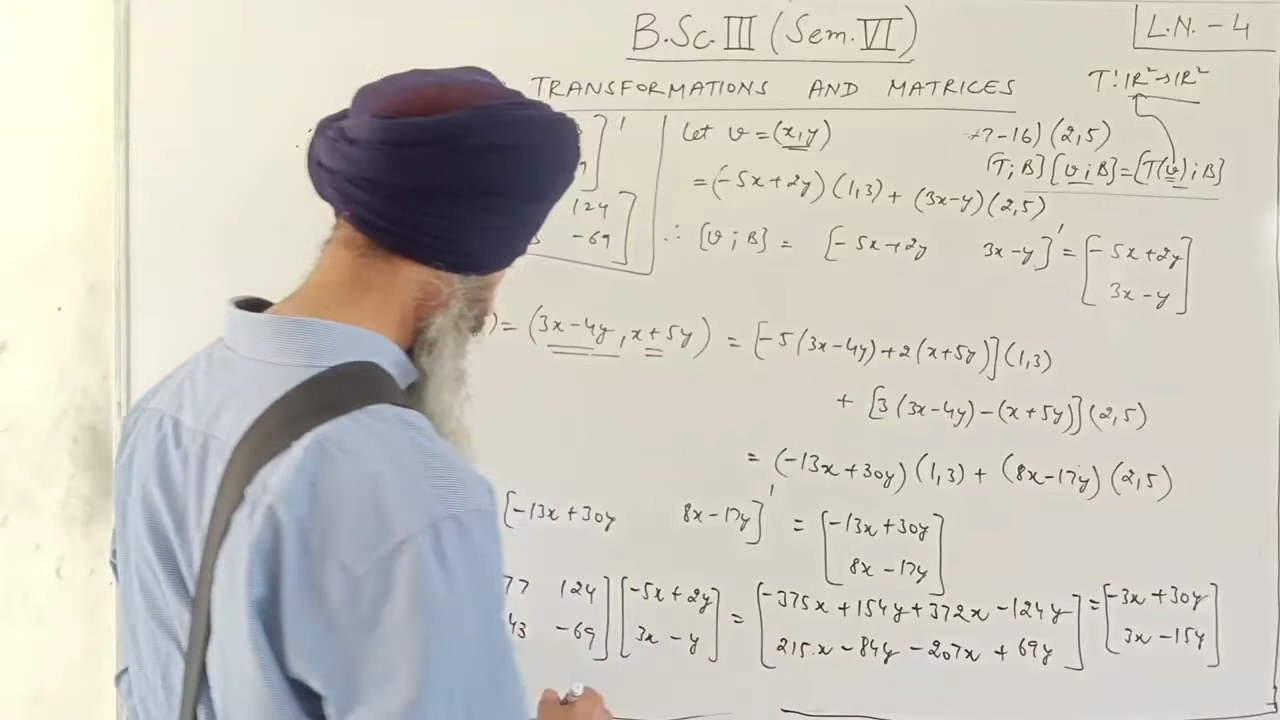 B.Sc.III (Sem.VI)
L.N. - 4
TRANSFORMATIONS AND MATRICES
T:ℝ²→ℝ²
]'
Let v = (x,y)
+7-16)(2,5)
[T;B][v;B]=[T(v);B]
= (-5x+2y)(1,3) + (3x-y)(2,5)
124
-69]
∴ [v;B] = [-5x+2y 3x-y]' = [-5x+2y
3x-y]
)= (3x-4y, x+5y) = [-5(3x-4y)+2(x+5y)](1,3)
+ [3(3x-4y)-(x+5y)](2,5)
= (-13x+30y)(1,3) + (8x-17y)(2,5)
[-13x+30y 8x-17y]' = [-13x+30y
8x-17y]
77 124][-5x+2y = [-375x+154y+372x-124y = [-3x+30y
43 -69][3x-y] [215x-84y-207x+69y] 3x-15y]